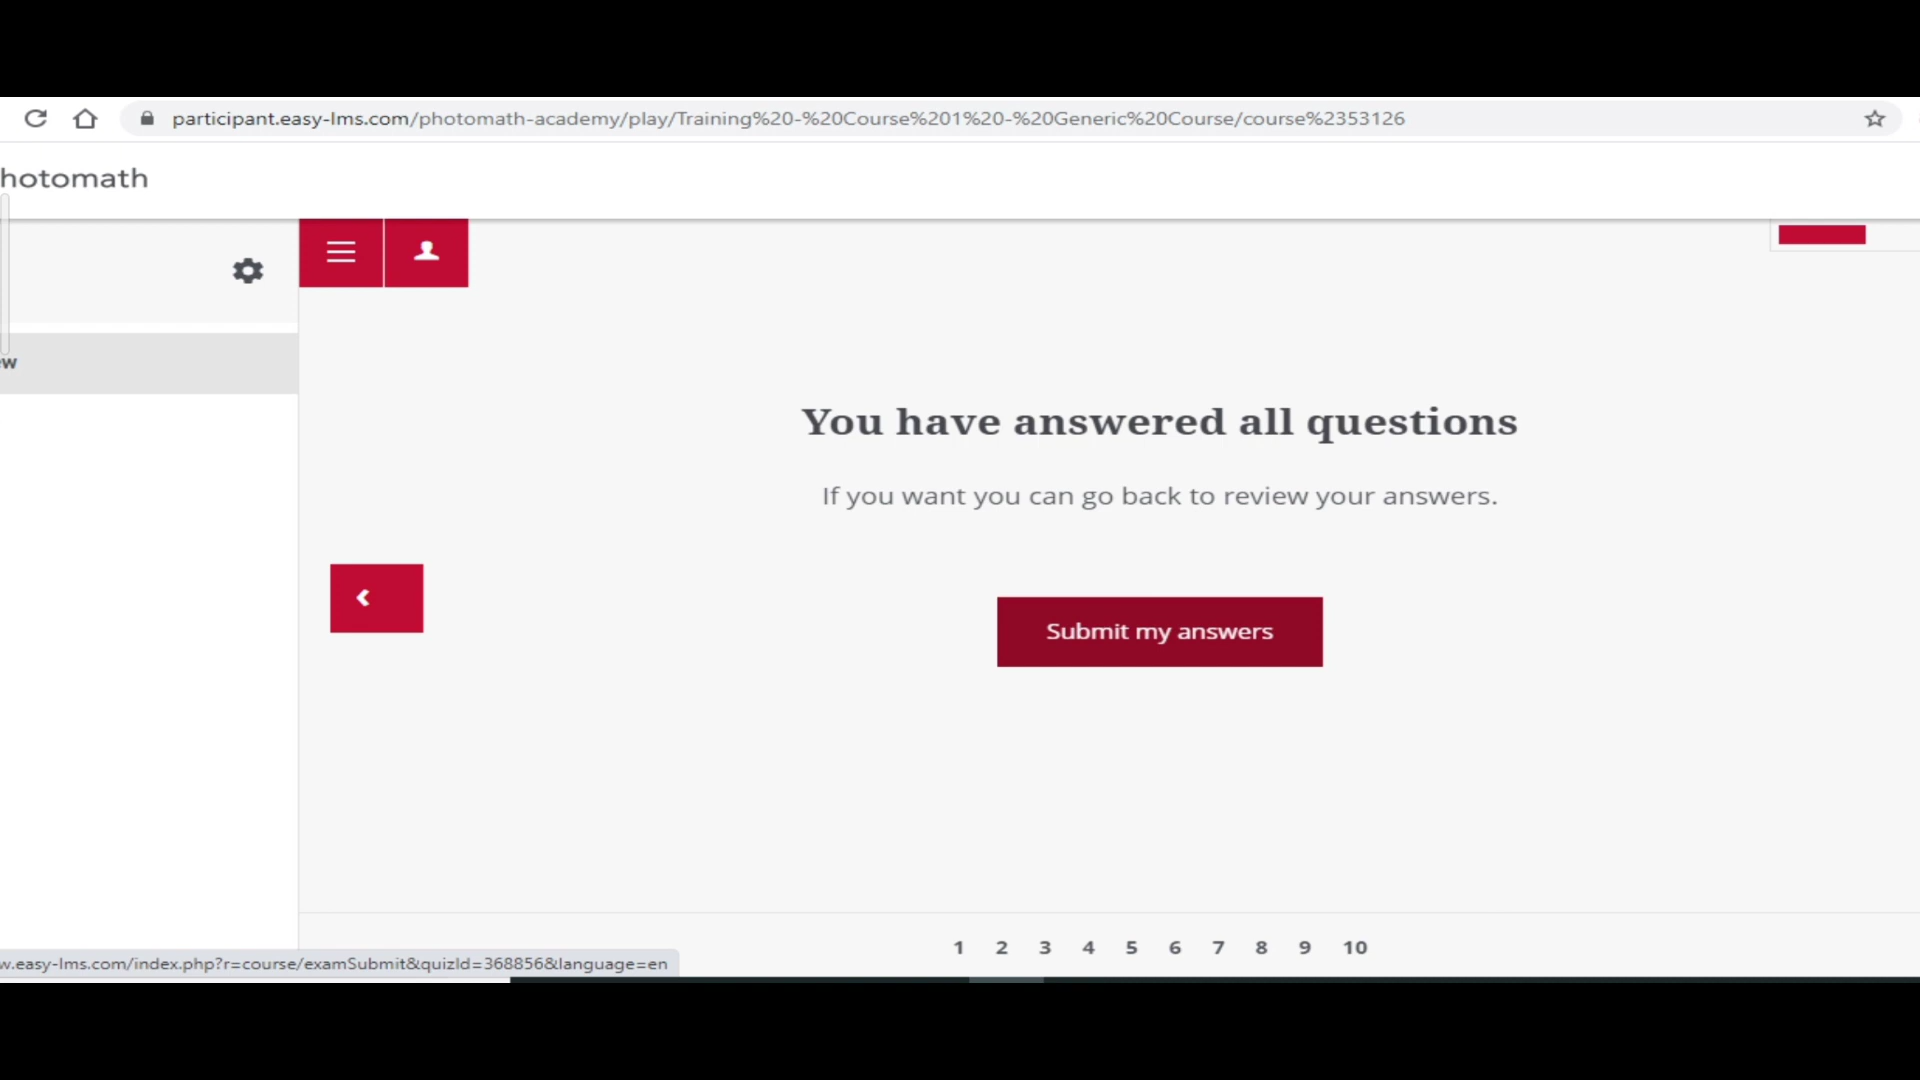 participant.easy-lms.com/photomath-academy/play/Training%20-%20Course%201%20-%20Generic%20Course/course%2353126
hotomath
ew
You have answered all questions
If you want you can go back to review your answers.
Submit my answers
1 2 3 4 5 6 7 8 9 10
w.easy-lms.com/index.php?r=course/examSubmit&quizId=368856&language=en